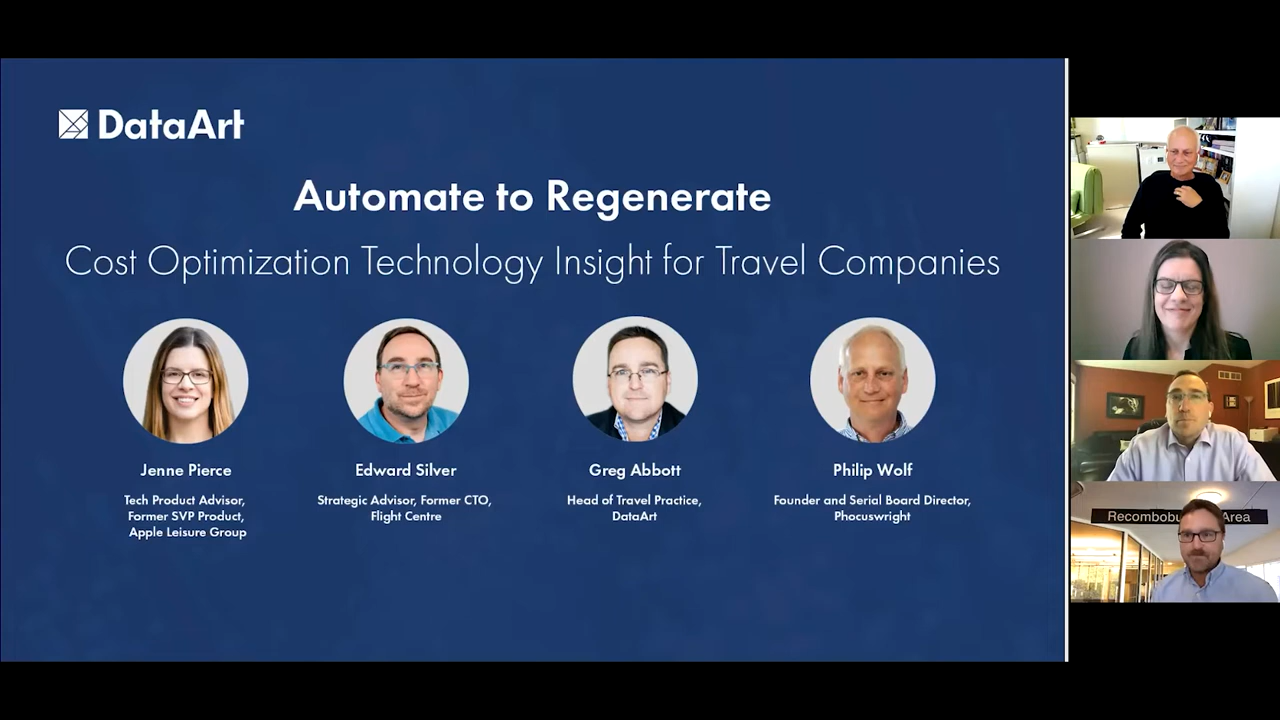 DataArt
Automate to Regenerate
Cost Optimization Technology Insight for Travel Companies
Jenne Pierce
Tech Product Advisor,
Former SVP Product,
Apple Leisure Group
Edward Silver
Strategic Advisor, Former CTO,
Flight Centre
Greg Abbott
Head of Travel Practice,
DataArt
Philip Wolf
Founder and Serial Board Director,
Phocuswright
Area